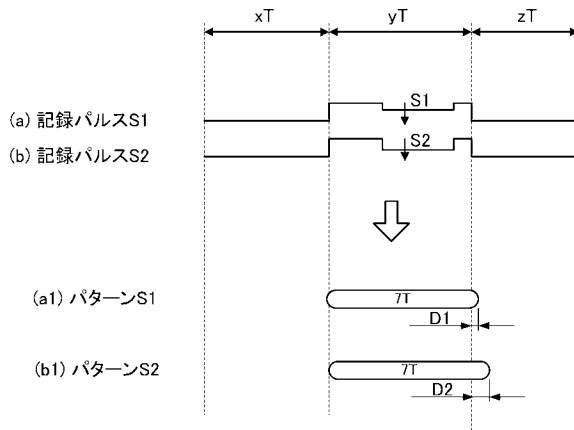 xT yT zT
S1
(a) 記録パルスS1
S2
(b) 記録パルスS2
(a1) パターンS1
7T
D1
(b1) パターンS2
7T
D2